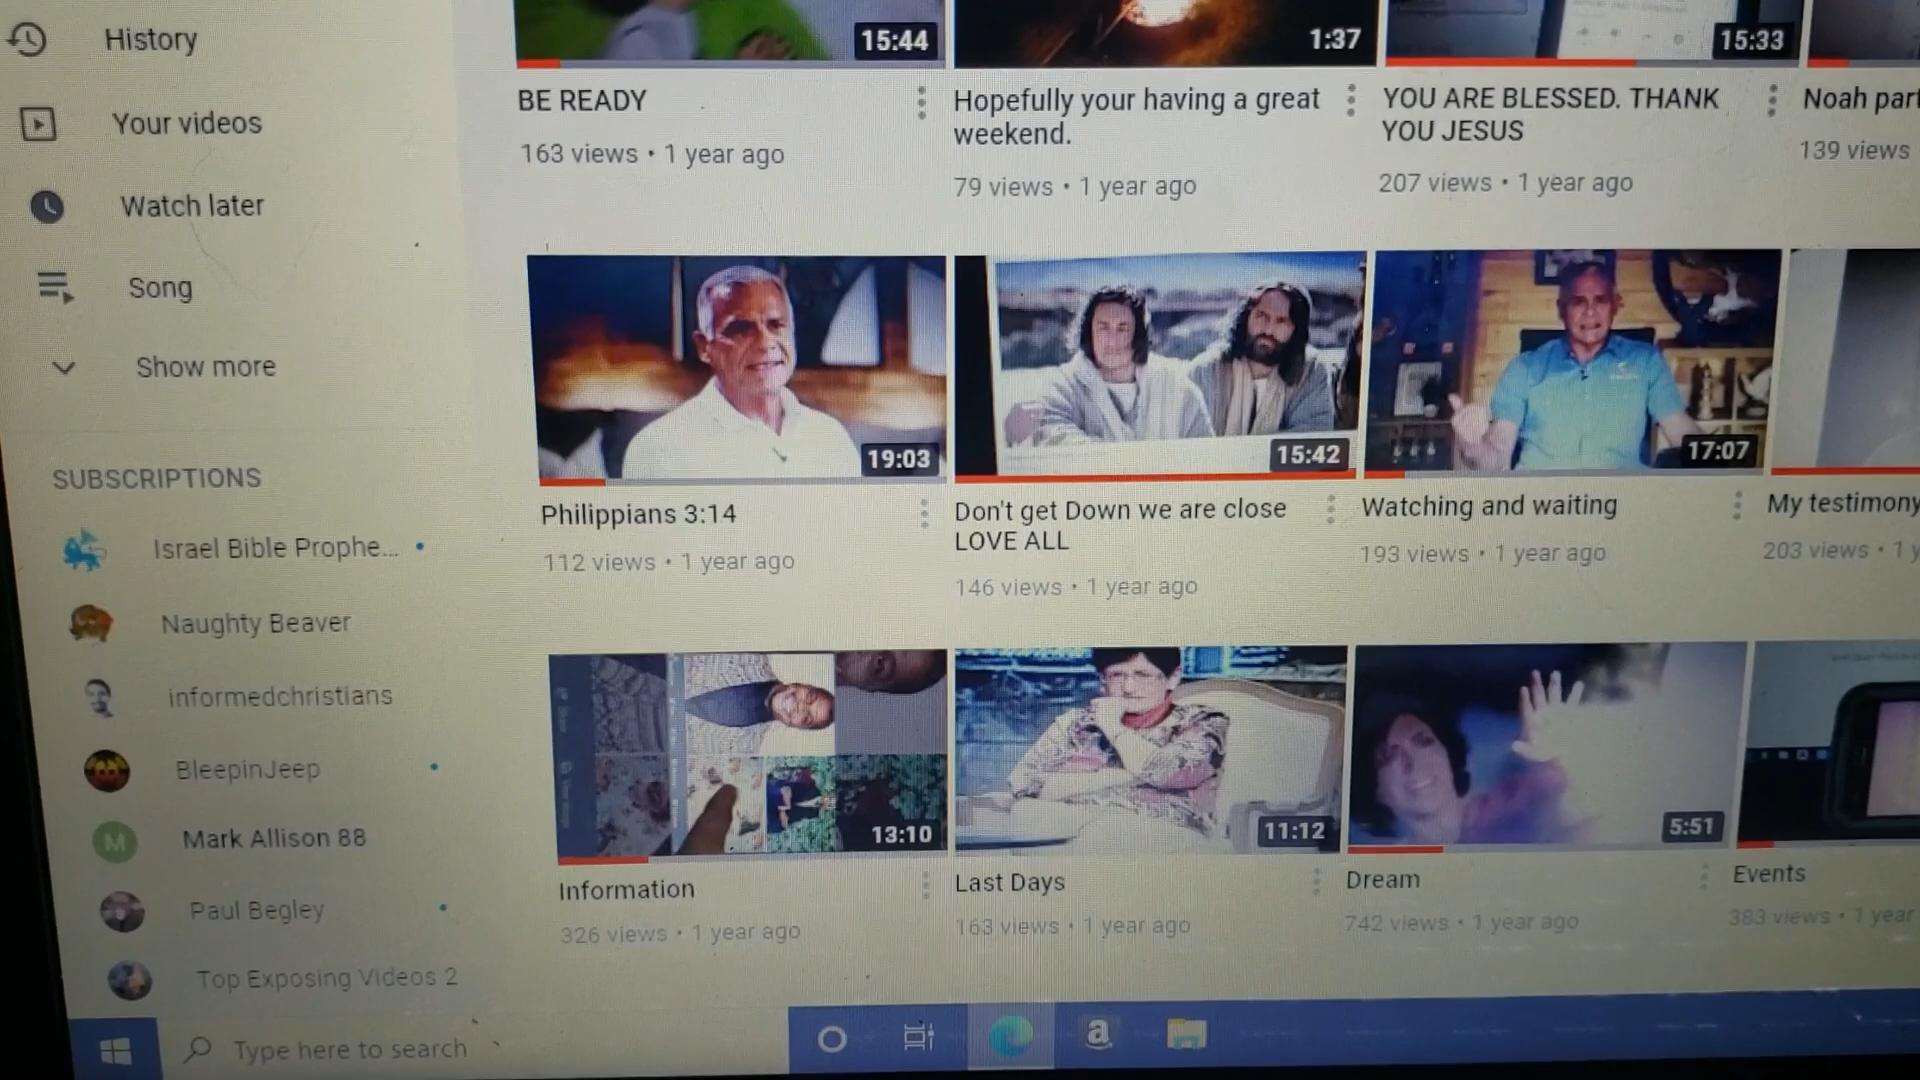 History
Your videos
Watch later
Song
Show more
SUBSCRIPTIONS
Israel Bible Prophe...
Naughty Beaver
informedchristians
BleepinJeep
M
Mark Allison 88
Paul Begley
Top Exposing Videos 2
15:44
1:37
15:33
BE READY
163 views • 1 year ago
Hopefully your having a great
weekend.
79 views • 1 year ago
YOU ARE BLESSED. THANK
YOU JESUS
207 views • 1 year ago
Noah part
139 views
19:03
15:42
17:07
Philippians 3:14
112 views • 1 year ago
Don't get Down we are close
LOVE ALL
146 views • 1 year ago
Watching and waiting
193 views • 1 year ago
My testimony
203 views • 1 y
13:10
11:12
5:51
Information
326 views • 1 year ago
Last Days
163 views • 1 year ago
Dream
742 views • 1 year ago
Events
383 views • 1 year
Type here to search
a